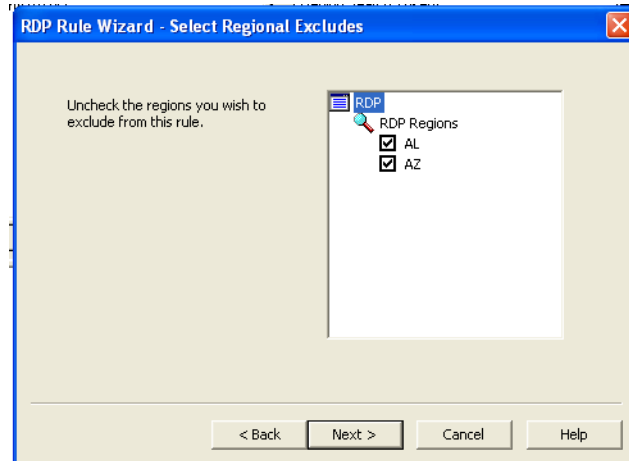 RDP Rule Wizard - Select Regional Excludes
Uncheck the regions you wish to
exclude from this rule.
RDP
RDP Regions
AL
AZ
< Back
Next >
Cancel
Help